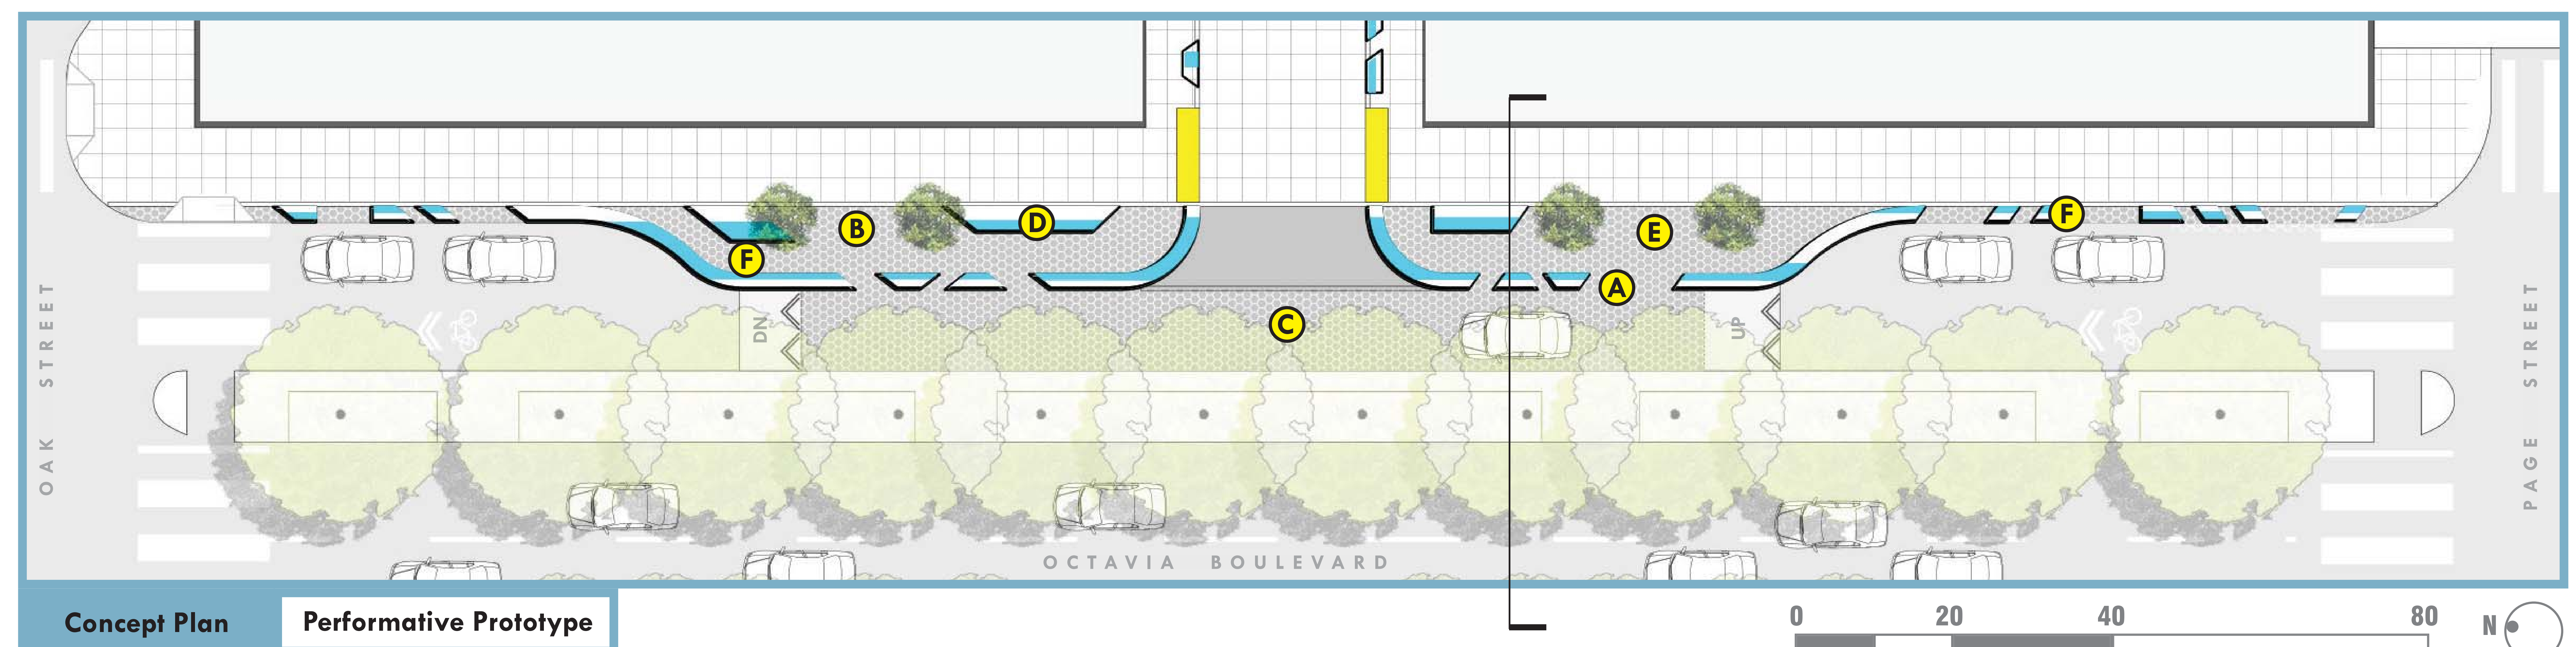 B
D
E
F
F
A
C
DN
UP
OAK STREET
PAGE STREET
OCTAVIA BOULEVARD
Concept Plan
Performative Prototype
0 20 40 80
N